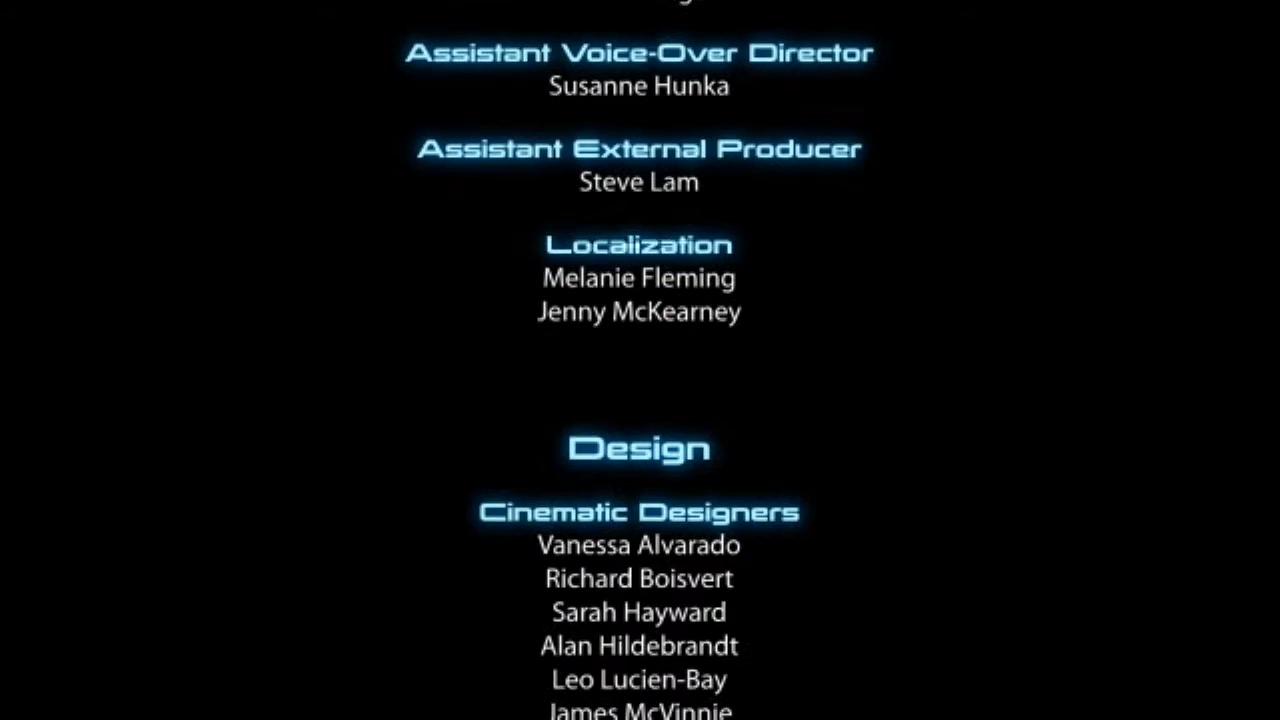 Assistant Voice-Over Director
Susanne Hunka
Assistant External Producer
Steve Lam
Localization
Melanie Fleming
Jenny McKearney
Design
Cinematic Designers
Vanessa Alvarado
Richard Boisvert
Sarah Hayward
Alan Hildebrandt
Leo Lucien-Bay
James McVinnie